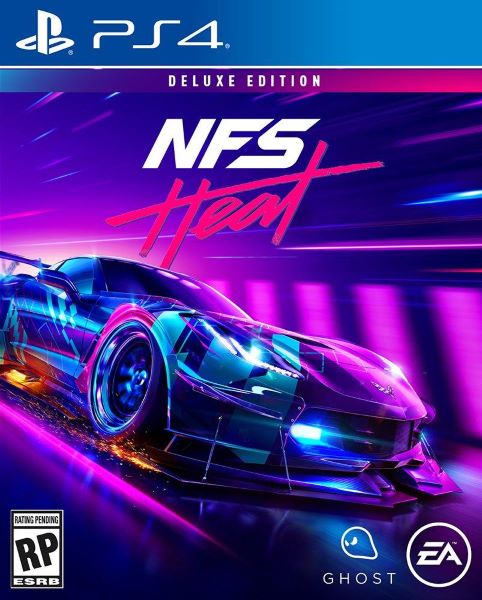 PS4
DELUXE EDITION
NFS
Heat
RATING PENDING
RP
ESRB
GHOST
EA